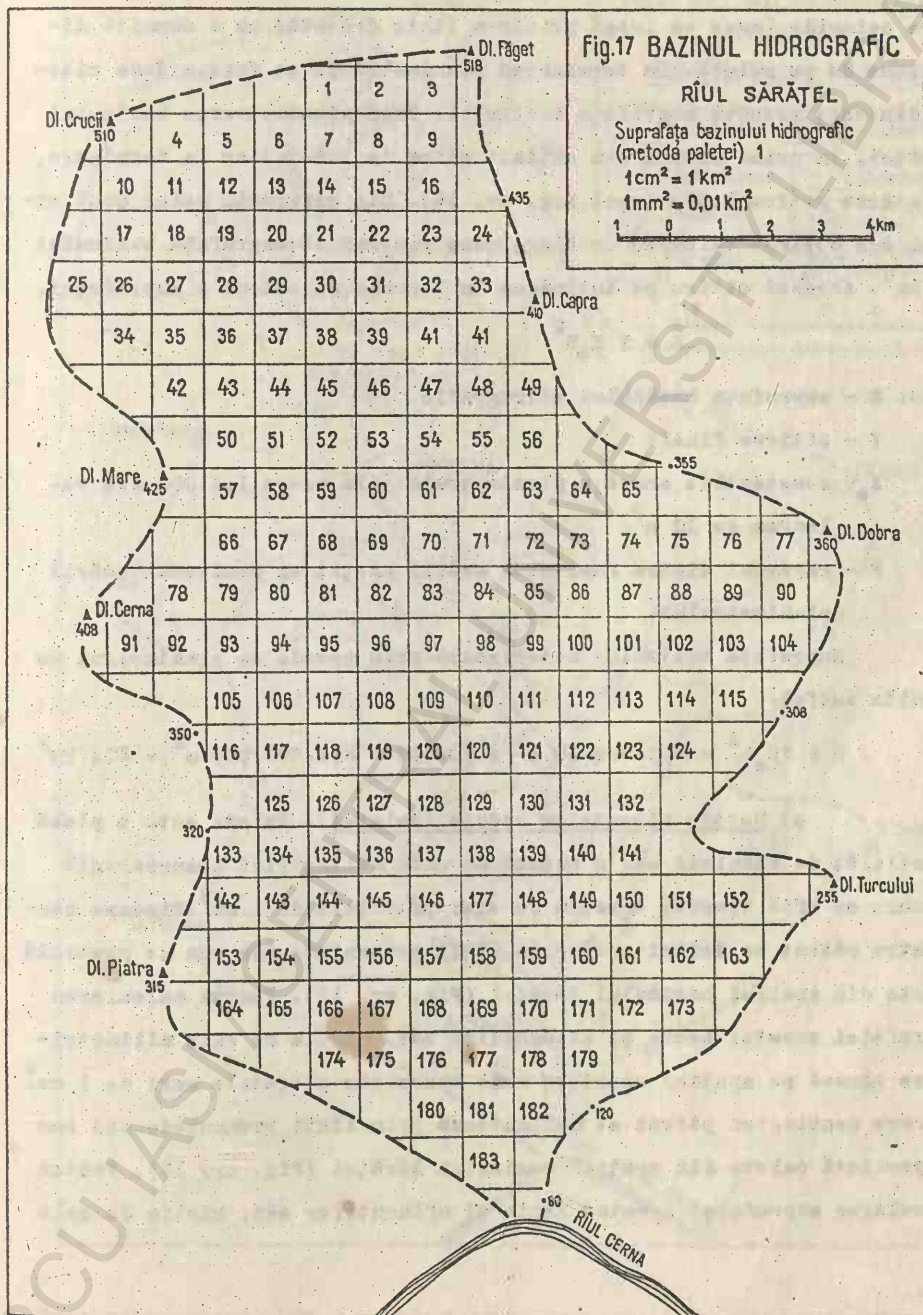 Fig.17 BAZINUL HIDROGRAFIC
RÎUL SĂRĂŢEL
Suprafaţa bazinului hidrografic
(metoda paletei) 1
1cm² = 1 km²
1mm² = 0,01 km²
1 0 1 2 3 4 km
Dl. Făget
518
1 2 3
Dl. Crucii
510
4 5 6 7 8 9
10 11 12 13 14 15 16
435
17 18 19 20 21 22 23 24
25 26 27 28 29 30 31 32 33
Dl. Capra
410
34 35 36 37 38 39 41 41
42 43 44 45 46 47 48 49
50 51 52 53 54 55 56
.355
Dl. Mare
425
57 58 59 60 61 62 63 64 65
66 67 68 69 70 71 72 73 74 75 76 77
Dl. Dobra
360
78 79 80 81 82 83 84 85 86 87 88 89 90
Dl. Cerna
408
91 92 93 94 95 96 97 98 99 100 101 102 103 104
105 106 107 108 109 110 111 112 113 114 115
308
350
116 117 118 119 120 120 121 122 123 124
125 126 127 128 129 130 131 132
320
133 134 135 136 137 138 139 140 141
Dl. Turcului
255
142 143 144 145 146 177 148 149 150 151 152
153 154 155 156 157 158 159 160 161 162 163
Dl. Piatra
315
164 165 166 167 168 169 170 171 172 173
174 175 176 177 178 179
180 181 182
120
183
80
RÎUL CERNA
CU IASI / CENTRAL UNIVERSITY LIBRA